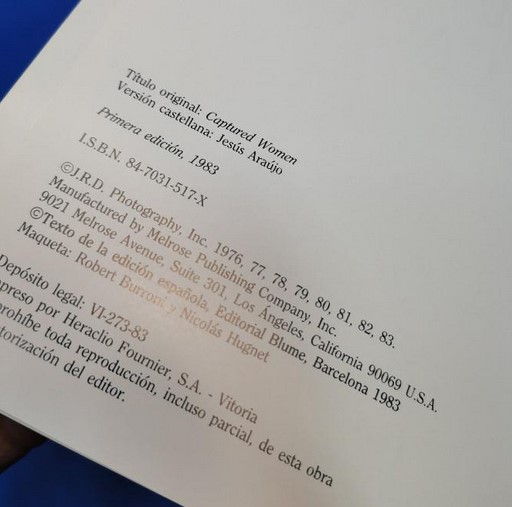 Título original: Captured Women
Versión castellana: Jesús Araújo
Primera edición, 1983
I.S.B.N. 84-7031-517-X
©J.R.D. Photography, Inc. 1976, 77, 78, 79, 80, 81, 82, 83.
Manufactured by Melrose Publishing Company, Inc.
9021 Melrose Avenue, Suite 301, Los Ángeles, California 90069 U.S.A.
©Texto de la edición española, Editorial Blume, Barcelona 1983
Maqueta: Robert Burroni y Nicolás Hugnet
Depósito legal: VI-273-83
preso por Heraclio Fournier, S.A. - Vitoria
prohíbe toda reproducción, incluso parcial, de esta obra
torización del editor.